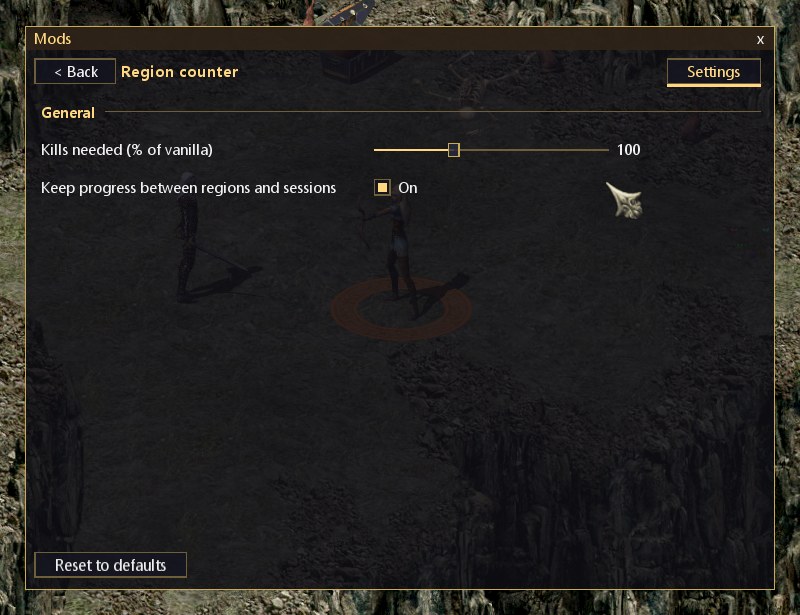 Mods x
< Back Region counter Settings
General
Kills needed (% of vanilla) 100
Keep progress between regions and sessions On
Reset to defaults